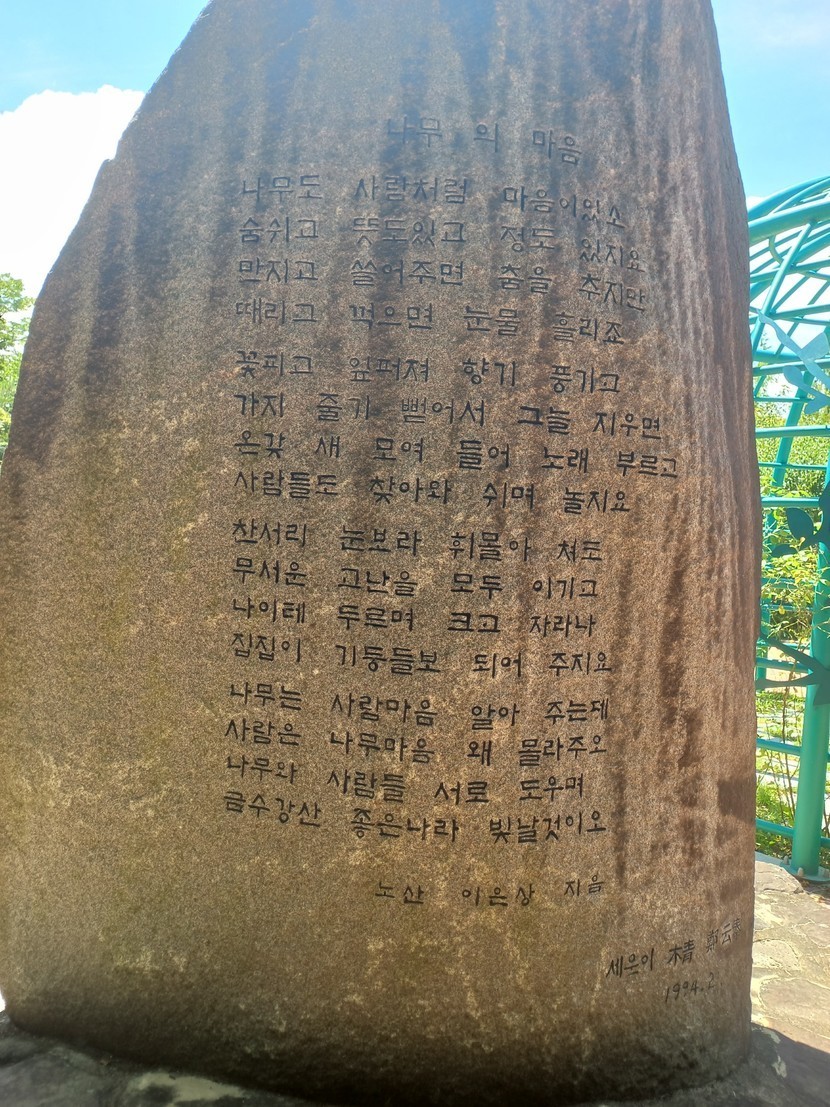 나무 의 마음
나무도 사람처럼 마음이있소
숨쉬고 뜻도있고 정도 있지요
만지고 쓸어주면 춤을 추지만
때리고 꺽으면 눈물 흘리죠
꽃피고 잎퍼져 향기 풍기고
가지 줄기 뻗어서 그늘 지우면
온갖 새 모여 들어 노래 부르고
사람들도 찾아와 쉬며 놀지요
찬서리 눈보라 휘몰아 쳐도
무서운 고난을 모두 이기고
나이테 두르며 크고 자라나
집집이 기둥들보 되어 주지요
나무는 사람마음 알아 주는데
사람은 나무마음 왜 몰라주오
나무와 사람들 서로 도우며
금수강산 좋은나라 빛날것이오
노산 이은상 지음
세운이
1994.2